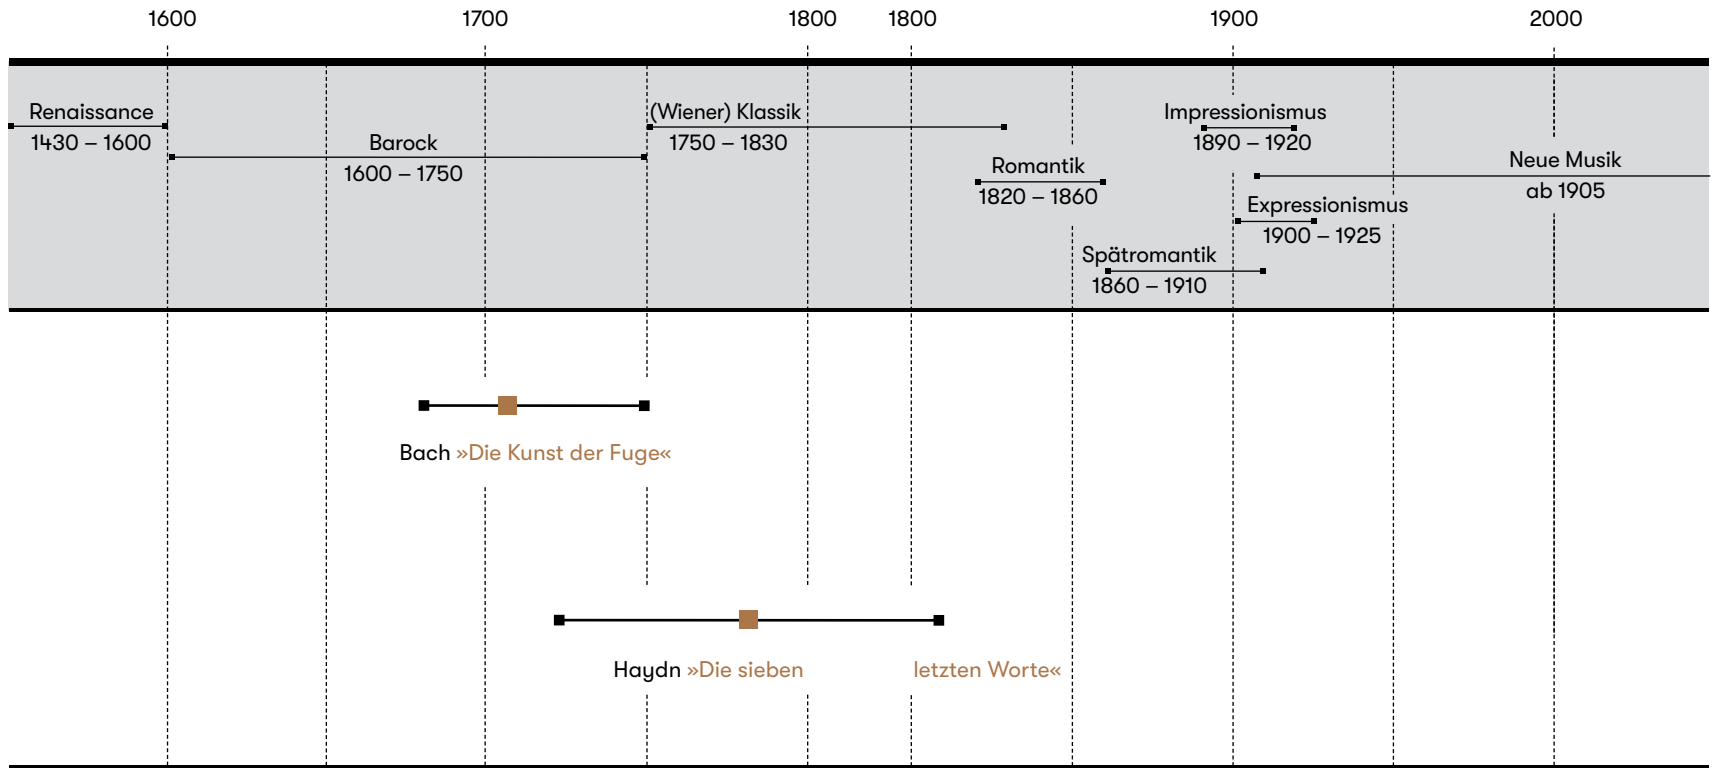 1600 1700 1800 1800 1900 2000
Renaissance
1430 – 1600
Barock
1600 – 1750
(Wiener) Klassik
1750 – 1830
Romantik
1820 – 1860
Spätromantik
1860 – 1910
Impressionismus
1890 – 1920
Expressionismus
1900 – 1925
Neue Musik
ab 1905
Bach »Die Kunst der Fuge«
Haydn »Die sieben letzten Worte«